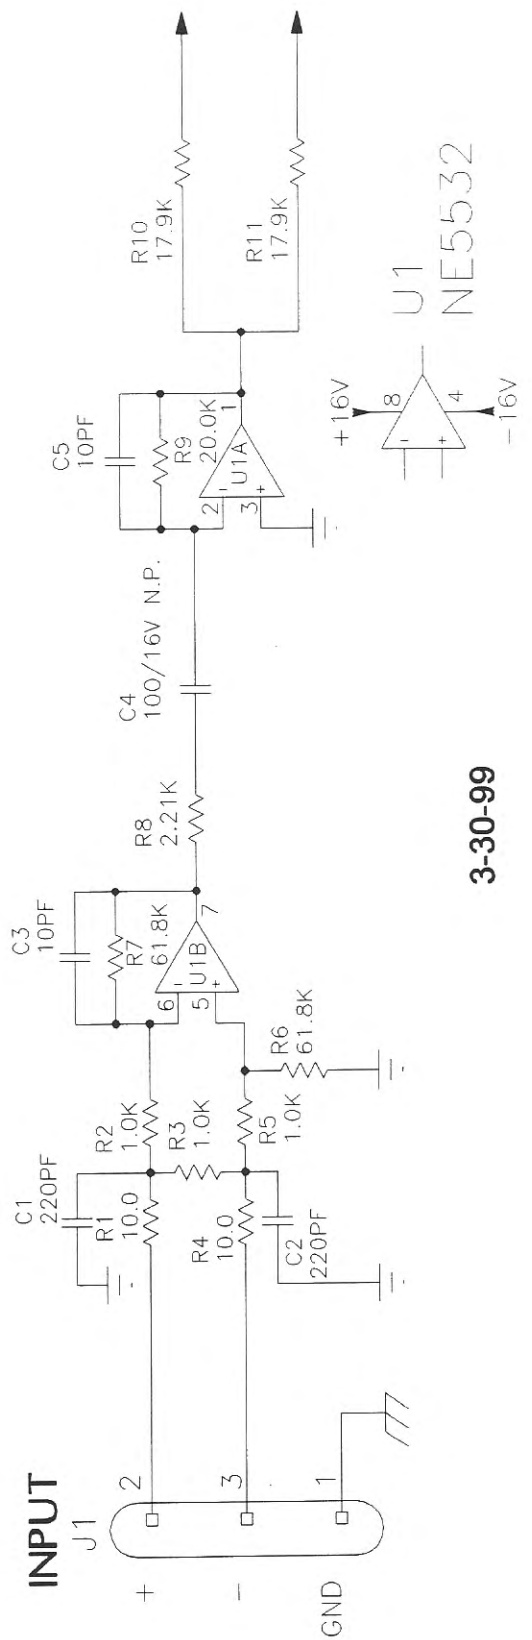 INPUT
J1
+
-
GND
2
3
1
C1
220PF
R1
10.0
R4
10.0
C2
220PF
R2
1.0K
R3
1.0K
R5
1.0K
R6
61.8K
C3
10PF
R7
61.8K
6
5
-
+
U1B
7
R8
2.21K
C4
100/16V N.P.
C5
10PF
R9
20.0K
2
3
-
+
U1A
1
R10
17.9K
R11
17.9K
+16V
8
-
+
4
-16V
U1
NE5532
3-30-99